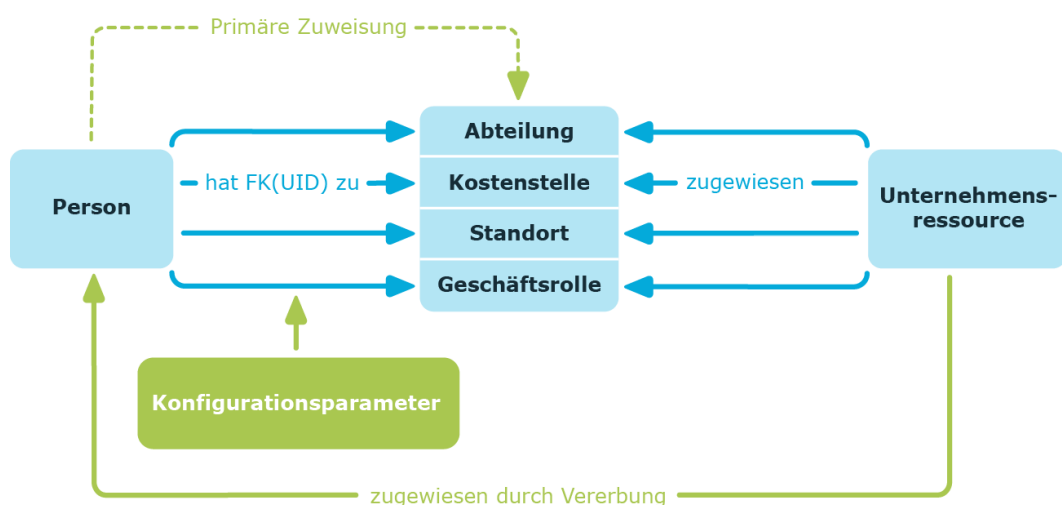 Primäre Zuweisung
Abteilung
hat FK(UID) zu
Kostenstelle
zugewiesen
Person
Unternehmens-
ressource
Standort
Geschäftsrolle
Konfigurationsparameter
zugewiesen durch Vererbung